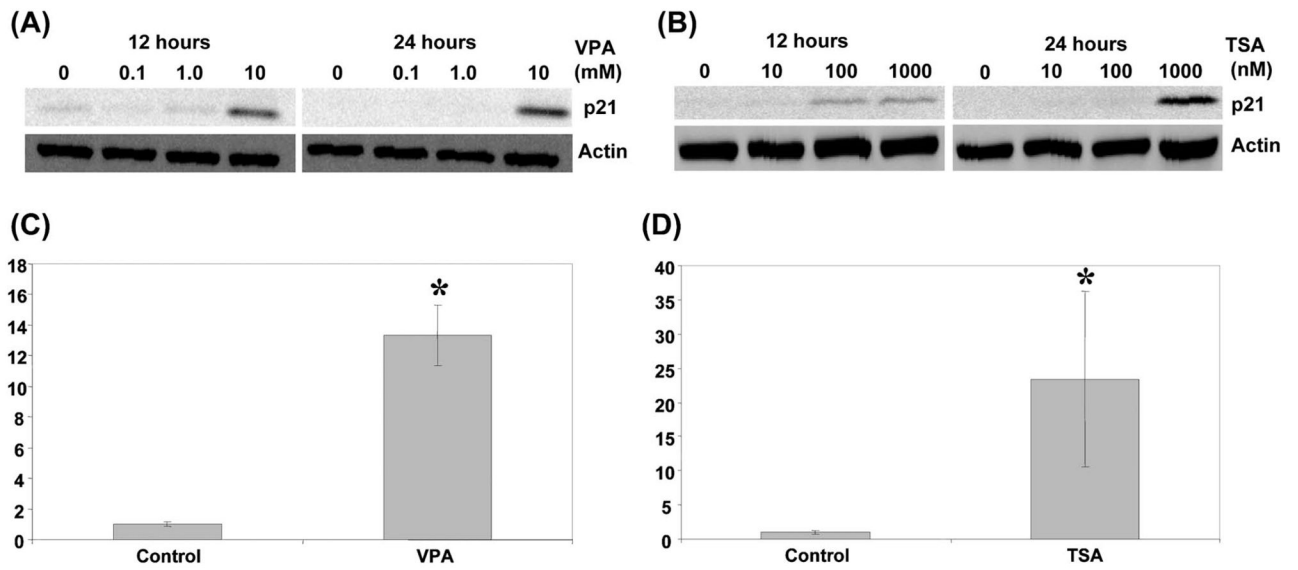 (A)
12 hours 24 hours VPA
0 0.1 1.0 10 0 0.1 1.0 10 (mM)
p21
Actin
(B)
12 hours 24 hours TSA
0 10 100 1000 0 10 100 1000 (nM)
p21
Actin
(C)
18
16
14
12
10
8
6
4
2
0
*
Control VPA
(D)
40
35
30
25
20
15
10
5
0
*
Control TSA